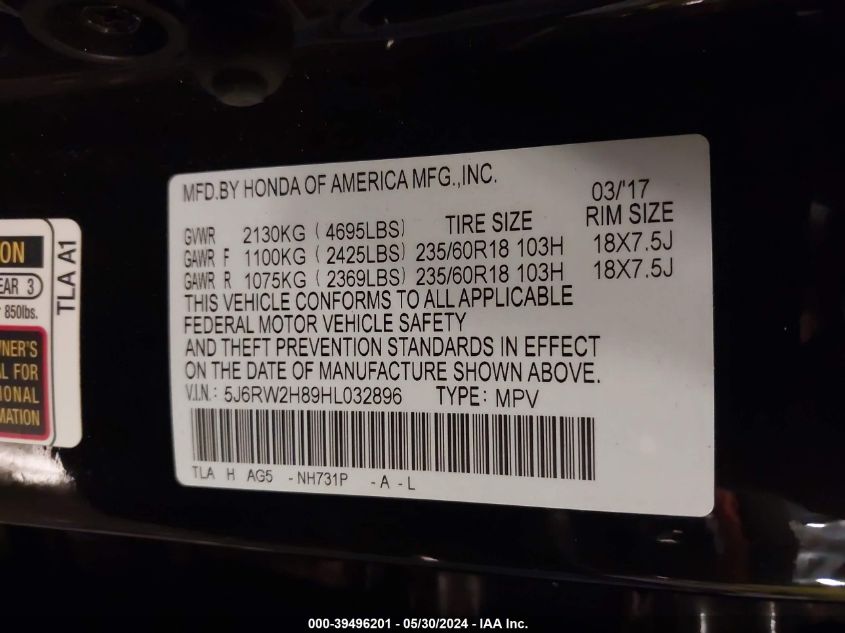 MFD.BY HONDA OF AMERICA MFG.,INC.
03/'17
GVWR 2130KG ( 4695LBS) TIRE SIZE RIM SIZE
GAWR F 1100KG ( 2425LBS) 235/60R18 103H 18X7.5J
GAWR R 1075KG ( 2369LBS) 235/60R18 103H 18X7.5J
THIS VEHICLE CONFORMS TO ALL APPLICABLE
FEDERAL MOTOR VEHICLE SAFETY
AND THEFT PREVENTION STANDARDS IN EFFECT
ON THE DATE OF MANUFACTURE SHOWN ABOVE.
V.I.N.: 5J6RW2H89HL032896 TYPE: MPV
TLA H AG5 -NH731P -A -L
ON
EAR 3
850lbs.
NER'S
AL FOR
IONAL
MATION
TLA A1
000-39496201 - 05/30/2024 - IAA Inc.